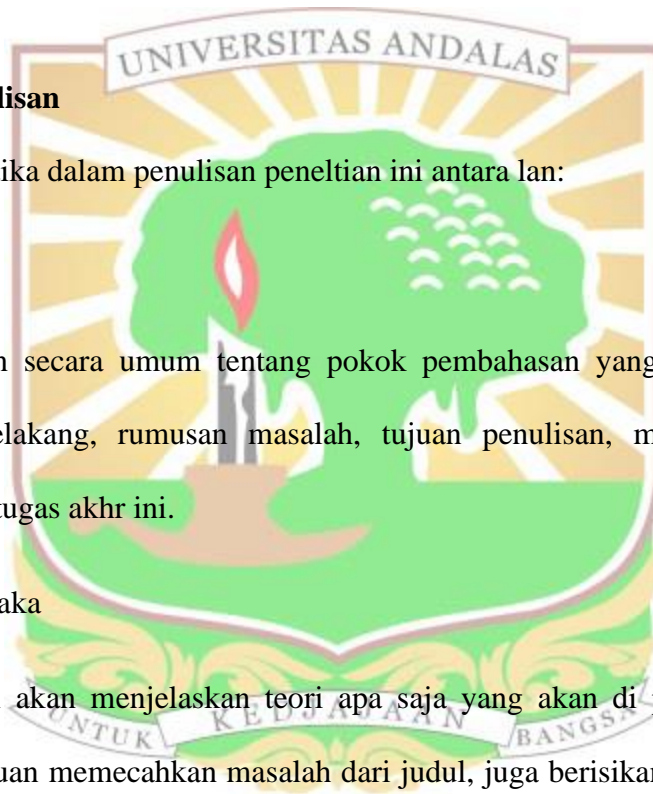 UNIVERSITAS ANDALAS
lisan
ika dalam penulisan peneltian ini antara lan:
n secara umum tentang pokok pembahasan yang
elakang, rumusan masalah, tujuan penulisan, m
tugas akhr ini.
aka
akan menjelaskan teori apa saja yang akan di
UNTUK KEDJAJAAN BANGSA
uan memecahkan masalah dari judul, juga berisikan